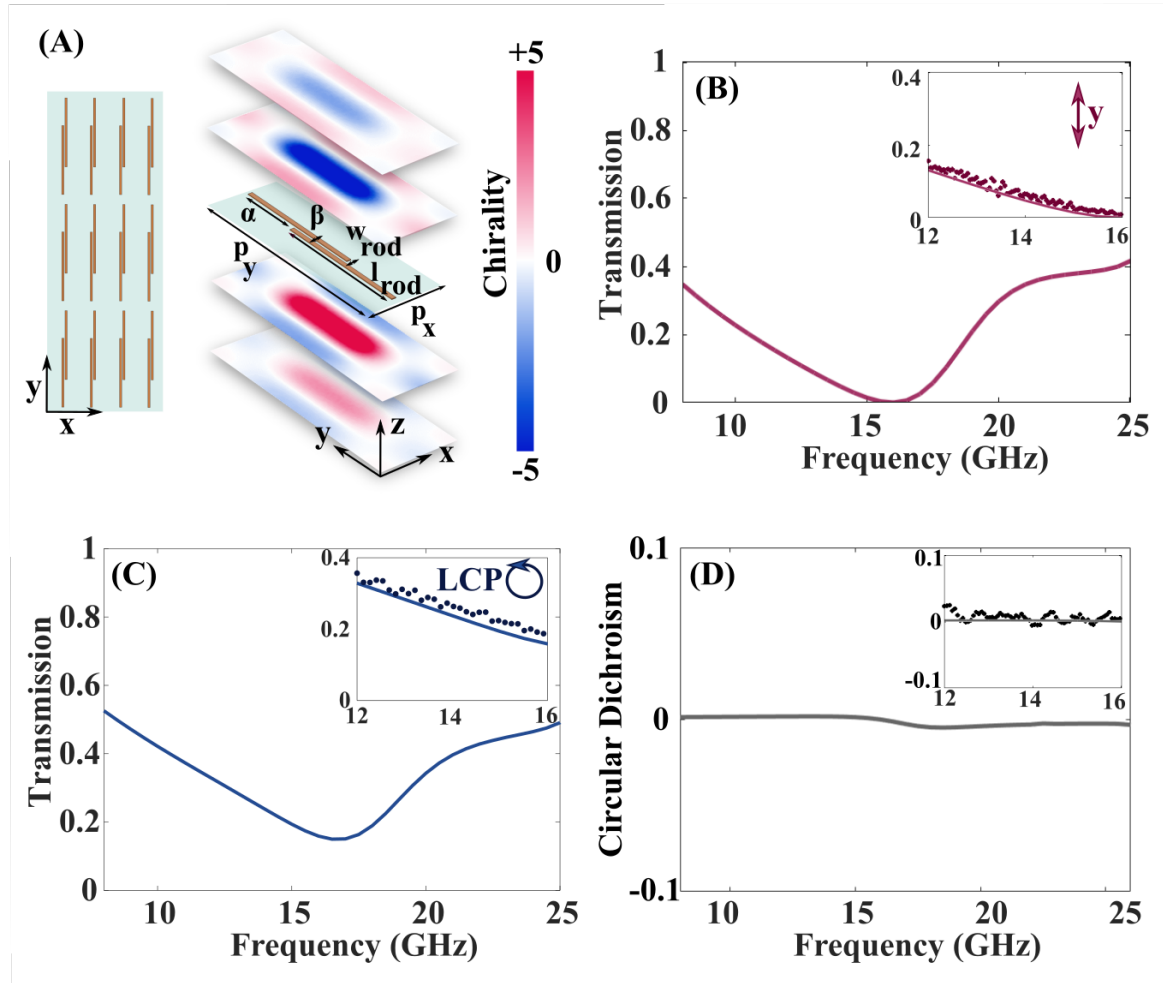 (A)
+5
Chirality
0
-5
α
β
w
rod
l
rod
p
y
p
x
y
x
z
y
x
(B)
Transmission
1
0.8
0.6
0.4
0.2
0
10
15
20
25
Frequency (GHz)
0.4
0.2
0
12
14
16
y
(C)
Transmission
1
0.8
0.6
0.4
0.2
0
10
15
20
25
Frequency (GHz)
0.4
0.2
0
12
14
16
LCP
(D)
Circular Dichroism
0.1
0
-0.1
10
15
20
25
Frequency (GHz)
0.1
0
-0.1
12
14
16